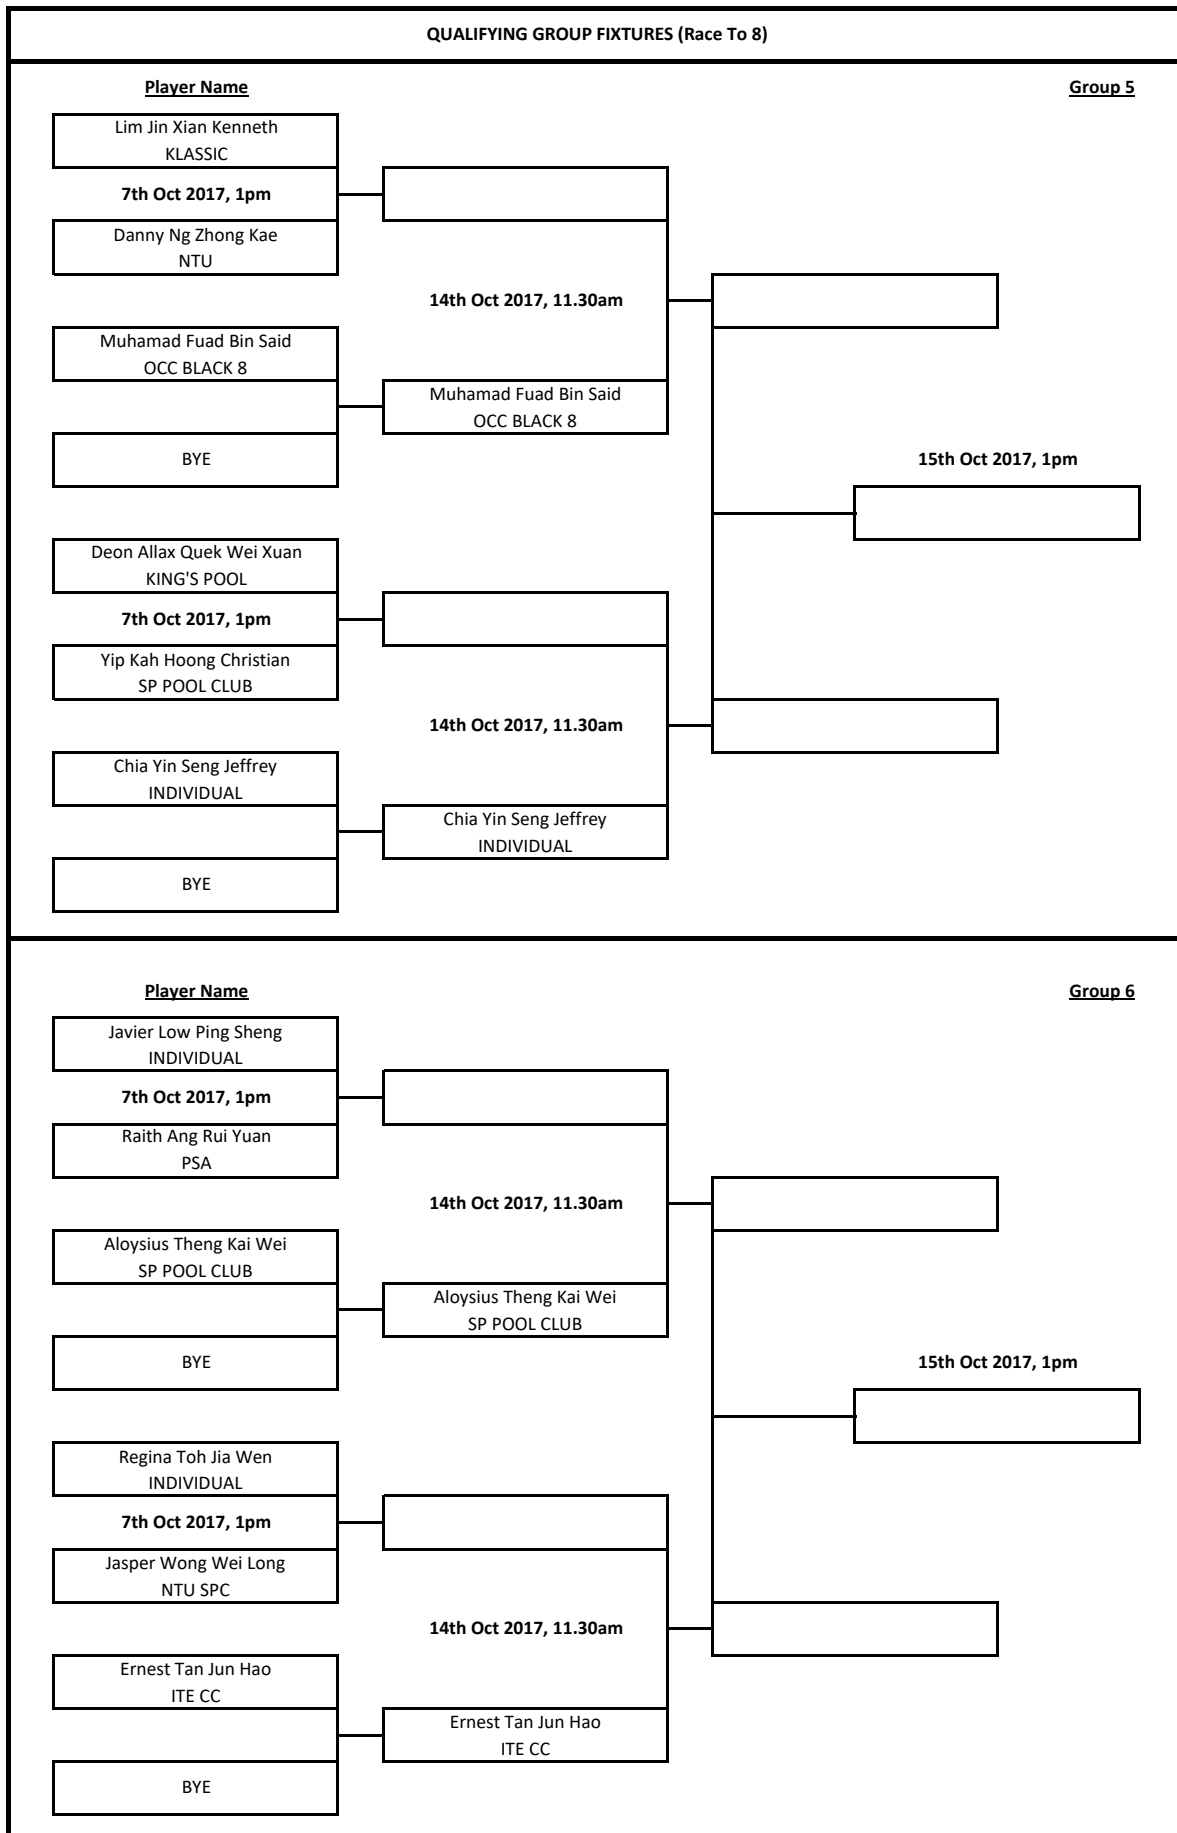 QUALIFYING GROUP FIXTURES (Race To 8)
Player Name
Group 5
Lim Jin Xian Kenneth
KLASSIC
7th Oct 2017, 1pm
Danny Ng Zhong Kae
NTU
14th Oct 2017, 11.30am
Muhamad Fuad Bin Said
OCC BLACK 8
Muhamad Fuad Bin Said
OCC BLACK 8
BYE
15th Oct 2017, 1pm
Deon Allax Quek Wei Xuan
KING'S POOL
7th Oct 2017, 1pm
Yip Kah Hoong Christian
SP POOL CLUB
14th Oct 2017, 11.30am
Chia Yin Seng Jeffrey
INDIVIDUAL
Chia Yin Seng Jeffrey
INDIVIDUAL
BYE
Player Name
Group 6
Javier Low Ping Sheng
INDIVIDUAL
7th Oct 2017, 1pm
Raith Ang Rui Yuan
PSA
14th Oct 2017, 11.30am
Aloysius Theng Kai Wei
SP POOL CLUB
Aloysius Theng Kai Wei
SP POOL CLUB
BYE
15th Oct 2017, 1pm
Regina Toh Jia Wen
INDIVIDUAL
7th Oct 2017, 1pm
Jasper Wong Wei Long
NTU SPC
14th Oct 2017, 11.30am
Ernest Tan Jun Hao
ITE CC
Ernest Tan Jun Hao
ITE CC
BYE